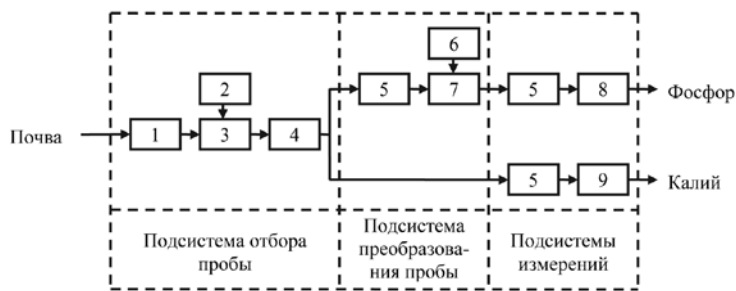 6
2
5
7
5
8
Фосфор
Почва
1
3
4
5
9
Калий
Подсистема отбора
пробы
Подсистема
преобразова-
ния пробы
Подсистемы
измерений